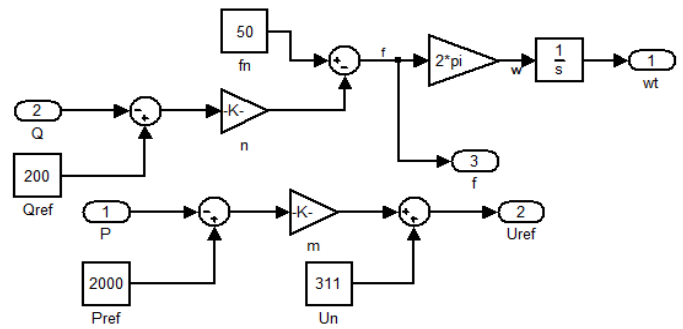 50
fn
+
-
f
2*pi
w
1
s
1
wt
2
Q
-
+
-K-
n
3
f
200
Qref
1
P
-
+
-K-
m
+
+
2
Uref
2000
Pref
311
Un